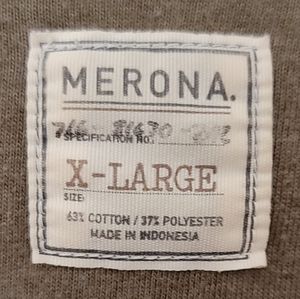 MERONA.
SPECIFICATION NO.
X-LARGE
SIZE:
63% COTTON / 37% POLYESTER
MADE IN INDONESIA